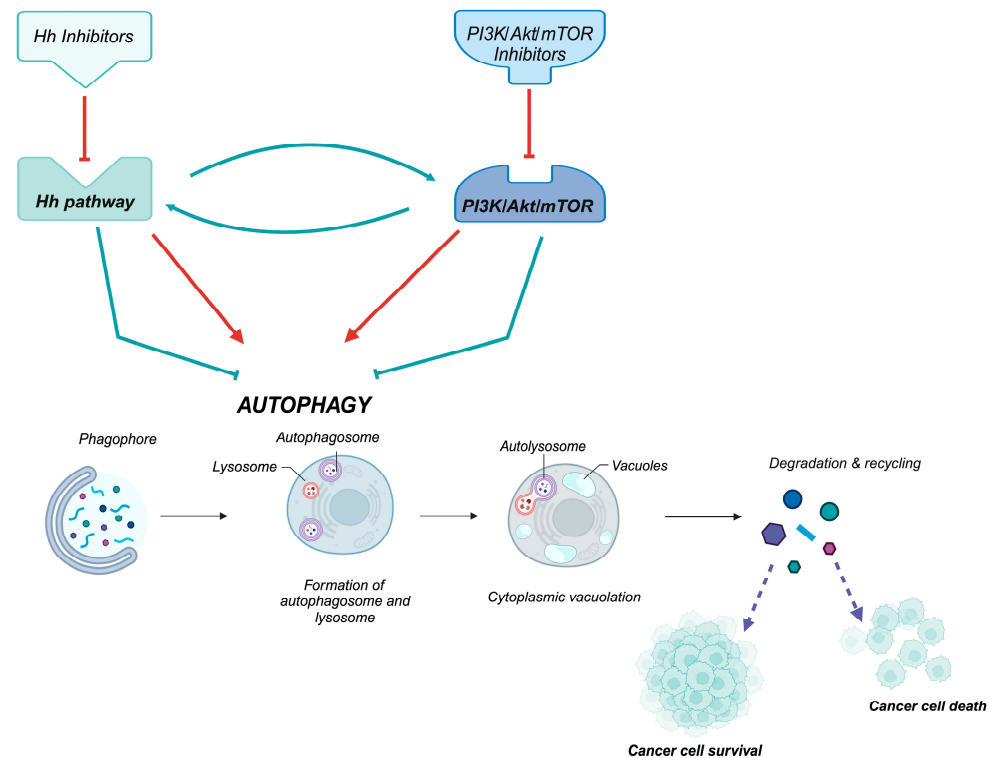 Hh Inhibitors
PI3K/Akt/mTOR
Inhibitors
Hh pathway
PI3K/Akt/mTOR
AUTOPHAGY
Phagophore
Autophagosome
Lysosome
Autolysosome
Vacuoles
Degradation & recycling
Formation of
autophagosome and
lysosome
Cytoplasmic vacuolation
Cancer cell death
Cancer cell survival